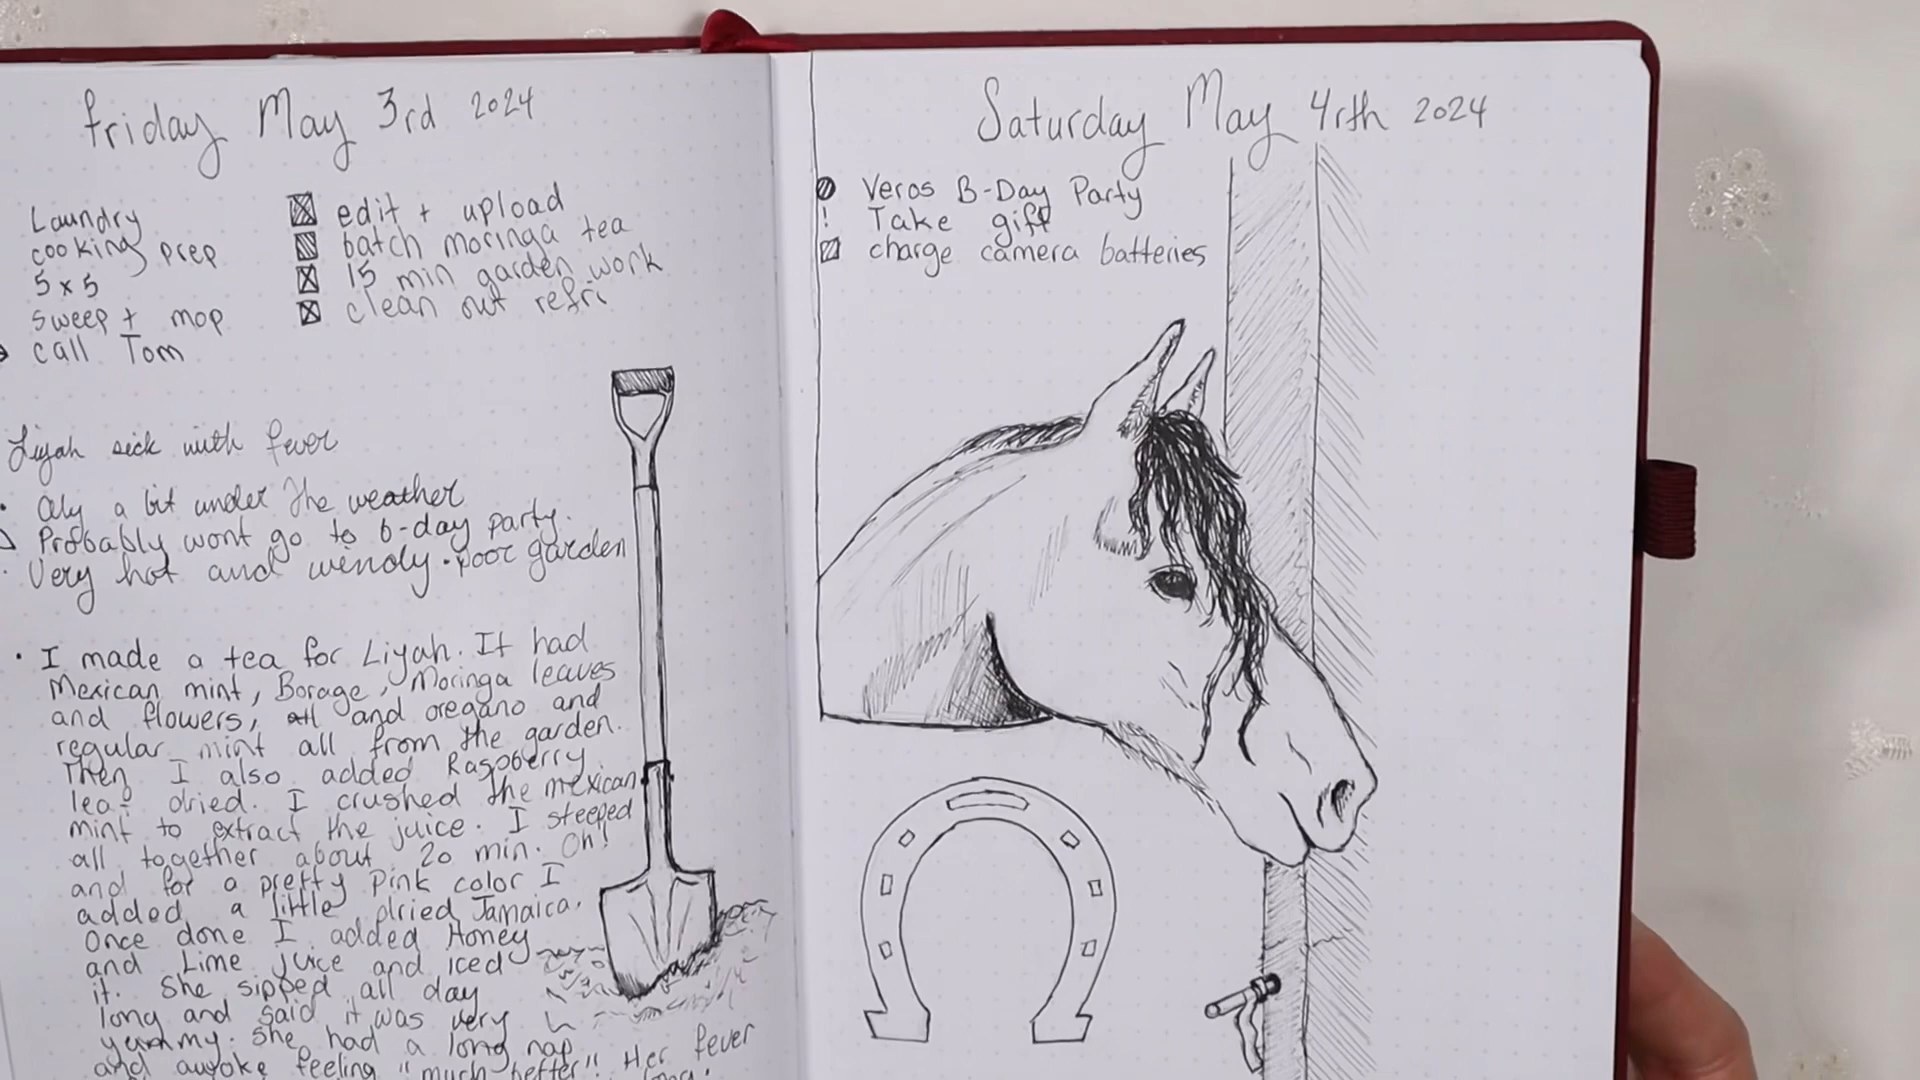 Friday May 3rd 2024
Laundry
cooking prep
5 x 5
sweep + mop
call Tom
edit + upload
batch moringa tea
15 min garden work
clean out refri
Liyah sick with fever
· Aly a bit under the weather
Probably wont go to b-day party.
· Very hot and windy · poor garden
· I made a tea for Liyah. It had
Mexican mint, Borage, Moringa leaves
and flowers, and oregano and
regular mint all from the garden.
Then I also added Raspberry
leaf dried. I crushed the mexican
mint to extract the juice. I steeped
all together about 20 min. Oh!
and for a pretty pink color I
added a little dried Jamaica.
Once done I added Honey
and Lime juice and iced
it. She sipped all day
long and said it was very
yummy. She had a long nap
and awoke feeling "much better"! Her fever
Saturday May 4rth 2024
Veros B-Day Party
! Take gift
charge camera batteries